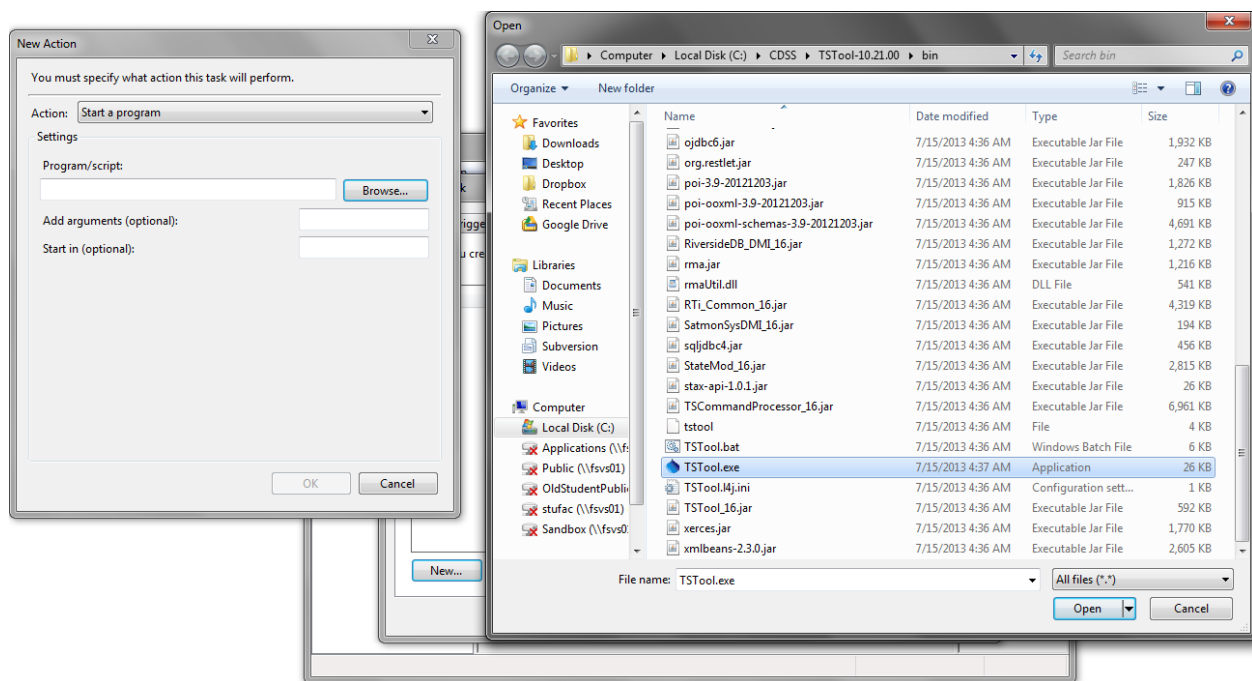 New Action
You must specify what action this task will perform.
Action: Start a program
Settings
Program/script:
Browse...
Add arguments (optional):
Start in (optional):
OK Cancel
New...
Open
Computer Local Disk (C:) CDSS TSTool-10.21.00 bin Search bin
Organize New folder
Favorites
Downloads
Desktop
Dropbox
Recent Places
Google Drive
Libraries
Documents
Music
Pictures
Subversion
Videos
Computer
Local Disk (C:)
Applications (\\f
Public (\\fsvs01)
OldStudentPubli
stufac (\\fsvs01)
Sandbox (\\fsvs0
Name Date modified Type Size
ojdbc6.jar 7/15/2013 4:36 AM Executable Jar File 1,932 KB
org.restlet.jar 7/15/2013 4:36 AM Executable Jar File 247 KB
poi-3.9-20121203.jar 7/15/2013 4:36 AM Executable Jar File 1,826 KB
poi-ooxml-3.9-20121203.jar 7/15/2013 4:36 AM Executable Jar File 915 KB
poi-ooxml-schemas-3.9-20121203.jar 7/15/2013 4:36 AM Executable Jar File 4,691 KB
RiversideDB_DMI_16.jar 7/15/2013 4:36 AM Executable Jar File 1,272 KB
rma.jar 7/15/2013 4:36 AM Executable Jar File 1,216 KB
rmaUtil.dll 7/15/2013 4:36 AM DLL File 541 KB
RTi_Common_16.jar 7/15/2013 4:36 AM Executable Jar File 4,319 KB
SatmonSysDMI_16.jar 7/15/2013 4:36 AM Executable Jar File 194 KB
sqljdbc4.jar 7/15/2013 4:36 AM Executable Jar File 456 KB
StateMod_16.jar 7/15/2013 4:36 AM Executable Jar File 2,815 KB
stax-api-1.0.1.jar 7/15/2013 4:36 AM Executable Jar File 26 KB
TSCommandProcessor_16.jar 7/15/2013 4:36 AM Executable Jar File 6,961 KB
tstool 7/15/2013 4:36 AM File 4 KB
TSTool.bat 7/15/2013 4:36 AM Windows Batch File 6 KB
TSTool.exe 7/15/2013 4:37 AM Application 26 KB
TSTool.l4j.ini 7/15/2013 4:36 AM Configuration sett... 1 KB
TSTool_16.jar 7/15/2013 4:36 AM Executable Jar File 592 KB
xerces.jar 7/15/2013 4:36 AM Executable Jar File 1,770 KB
xmlbeans-2.3.0.jar 7/15/2013 4:36 AM Executable Jar File 2,605 KB
File name: TSTool.exe All files (*.*)
Open Cancel